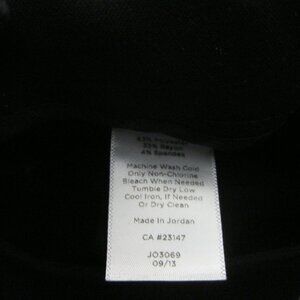 63% Polyester
33% Rayon
4% Spandex
Machine Wash Cold
Only Non-Chlorine
Bleach When Needed
Tumble Dry Low
Cool Iron, If Needed
Or Dry Clean
Made In Jordan
CA #23147
JO3069
09/13